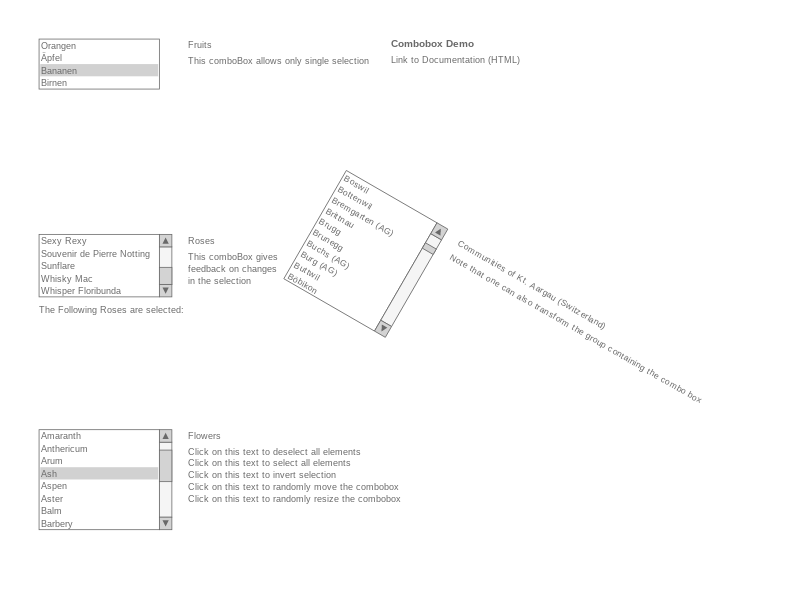 Orangen
Äpfel
Bananen
Birnen
Fruits
This comboBox allows only single selection
Combobox Demo
Link to Documentation (HTML)
Sexy Rexy
Souvenir de Pierre Notting
Sunflare
Whisky Mac
Whisper Floribunda
The Following Roses are selected:
Roses
This comboBox gives
feedback on changes
in the selection
Boswil
Bottenwil
Bremgarten (AG)
Brittnau
Brugg
Brunegg
Buchs (AG)
Burg (AG)
Buttwil
Böbikon
Communities of Kt. Aargau (Switzerland)
Note that one can also transform the group containing the combo box
Amaranth
Anthericum
Arum
Ash
Aspen
Aster
Balm
Barbery
Flowers
Click on this text to deselect all elements
Click on this text to select all elements
Click on this text to invert selection
Click on this text to randomly move the combobox
Click on this text to randomly resize the combobox